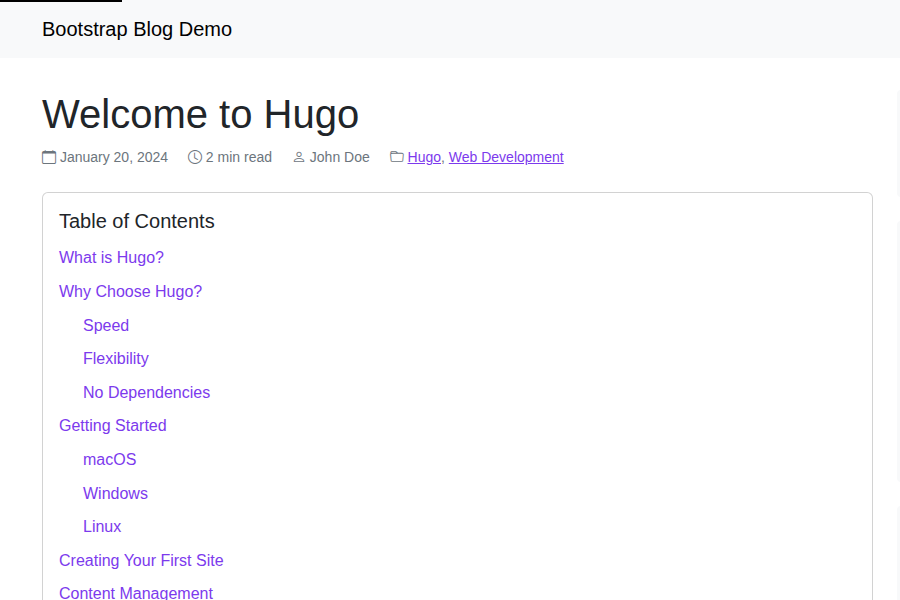 Bootstrap Blog Demo
Welcome to Hugo
January 20, 2024 2 min read John Doe Hugo, Web Development
Table of Contents
What is Hugo?
Why Choose Hugo?
Speed
Flexibility
No Dependencies
Getting Started
macOS
Windows
Linux
Creating Your First Site
Content Management